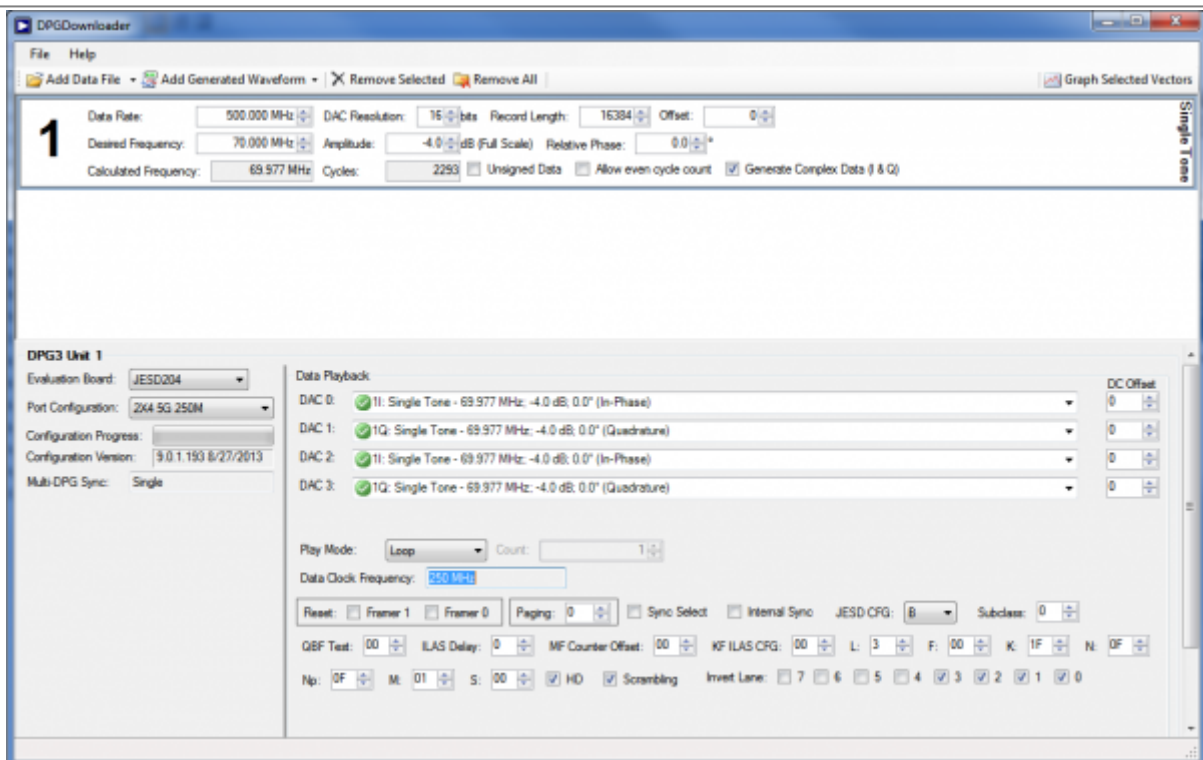 DPGDownloader
File Help
Add Data File Add Generated Waveform Remove Selected Remove All Graph Selected Vectors
1
Data Rate: 500.000 MHz DAC Resolution: 16 bits Record Length: 16384 Offset: 0
Desired Frequency: 70.000 MHz Amplitude: -4.0 dB (Full Scale) Relative Phase: 0.0 °
Calculated Frequency: 69.977 MHz Cycles: 2293 Unsigned Data Allow even cycle count Generate Complex Data (I & Q)
Single Tone
DPG3 Unit 1
Evaluation Board: JESD204
Port Configuration: 2X4 5G 250M
Configuration Progress:
Configuration Version: 9.0.1.193 8/27/2013
Multi-DPG Sync: Single
Data Playback
DC Offset
DAC 0: 1I: Single Tone - 69.977 MHz; -4.0 dB; 0.0° (In-Phase) 0
DAC 1: 1Q: Single Tone - 69.977 MHz; -4.0 dB; 0.0° (Quadrature) 0
DAC 2: 1I: Single Tone - 69.977 MHz; -4.0 dB; 0.0° (In-Phase) 0
DAC 3: 1Q: Single Tone - 69.977 MHz; -4.0 dB; 0.0° (Quadrature) 0
Play Mode: Loop Count: 1
Data Clock Frequency: 250 MHz
Reset: Framer 1 Framer 0 Paging: 0 Sync Select Internal Sync JESD CFG: B Subclass: 0
QBF Test: 00 ILAS Delay: 0 MF Counter Offset: 00 KF ILAS CFG: 00 L: 3 F: 00 K: 1F N: 0F
Np: 0F M: 01 S: 00 HD Scrambling Invert Lane: 7 6 5 4 3 2 1 0